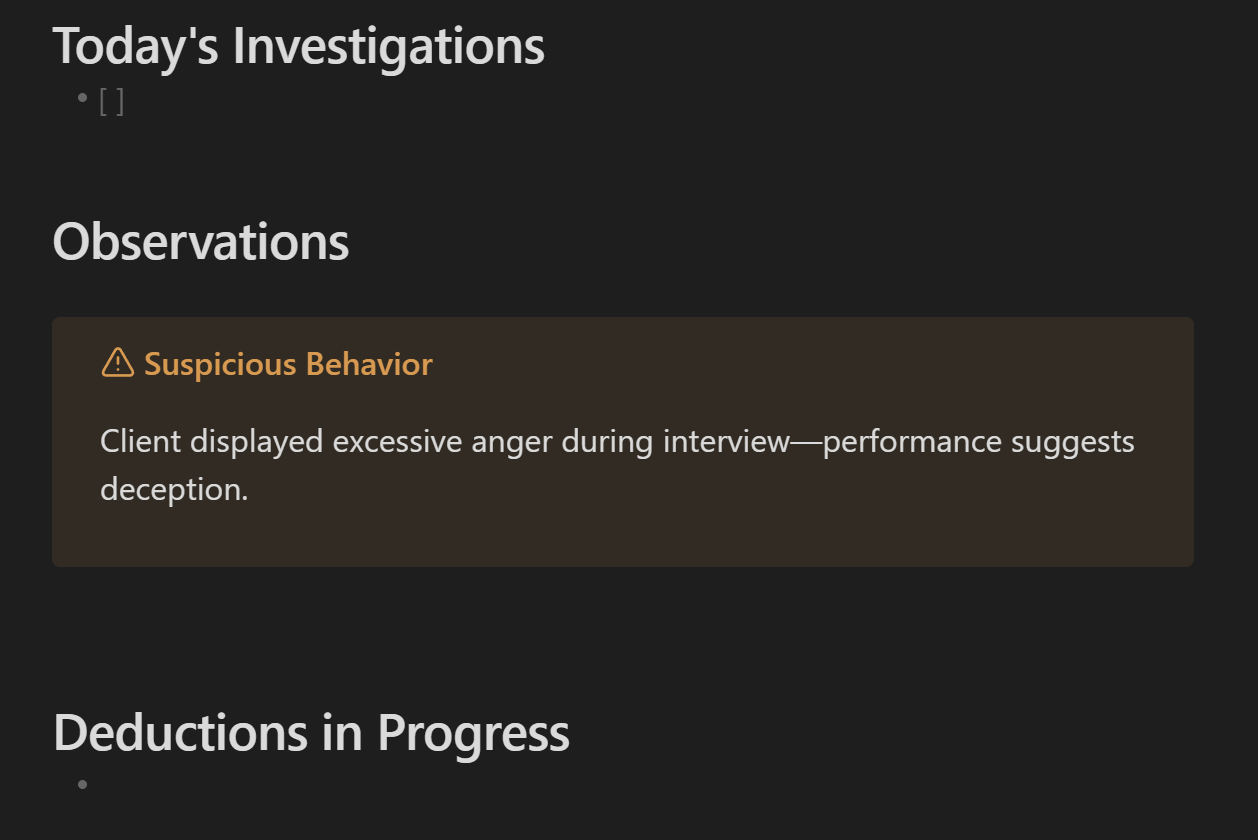 Today's Investigations
• [ ]
Observations
Suspicious Behavior
Client displayed excessive anger during interview—performance suggests
deception.
Deductions in Progress
•